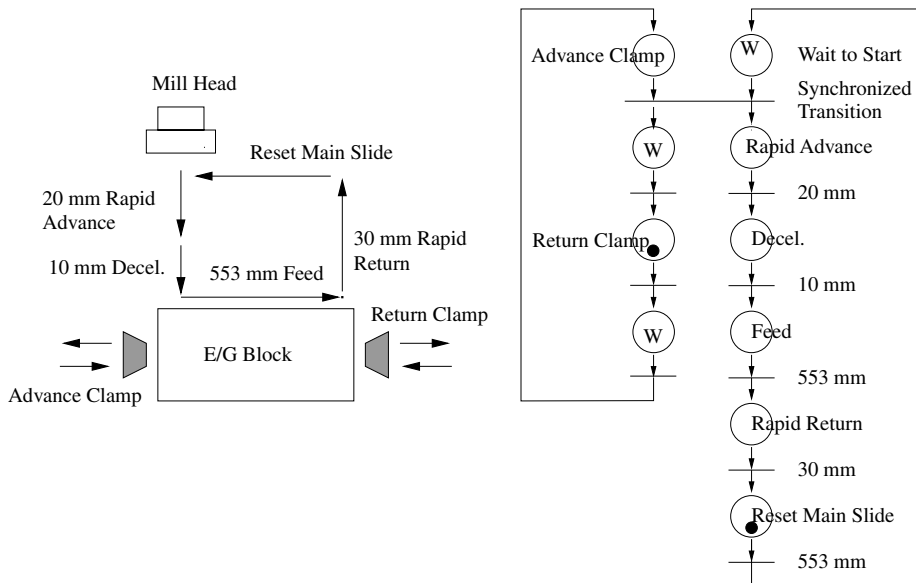 Mill Head
Reset Main Slide
20 mm Rapid
Advance
30 mm Rapid
Return
10 mm Decel.
553 mm Feed
Return Clamp
E/G Block
Advance Clamp
Advance Clamp
W
Wait to Start
Synchronized
Transition
W
Rapid Advance
20 mm
Return Clamp
Decel.
10 mm
W
Feed
553 mm
Rapid Return
30 mm
Reset Main Slide
553 mm